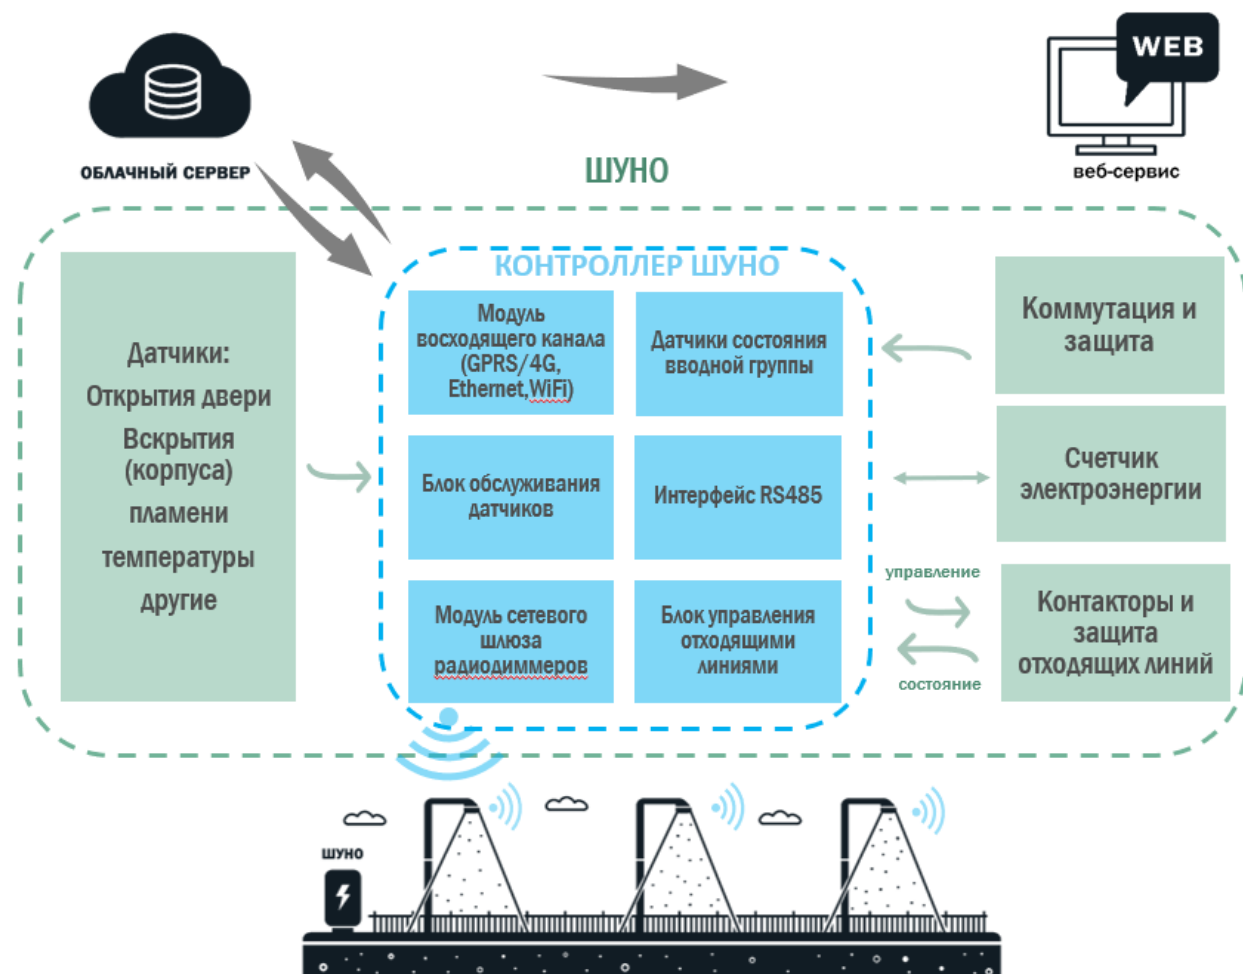 WEB
ОБЛАЧНЫЙ СЕРВЕР
веб-сервис
ШУНО
КОНТРОЛЛЕР ШУНО
Датчики:
Открытия двери
Вскрытия
(корпуса)
пламени
температуры
другие
Модуль
восходящего канала
(GPRS/4G,
Ethernet,WiFi)
Датчики состояния
вводной группы
Блок обслуживания
датчиков
Интерфейс RS485
Модуль сетевого
шлюза
радиодиммеров
Блок управления
отходящими
линиями
Коммутация и
защита
Счетчик
электроэнергии
управление
Контакторы и
защита
отходящих линий
состояние
ШУНО